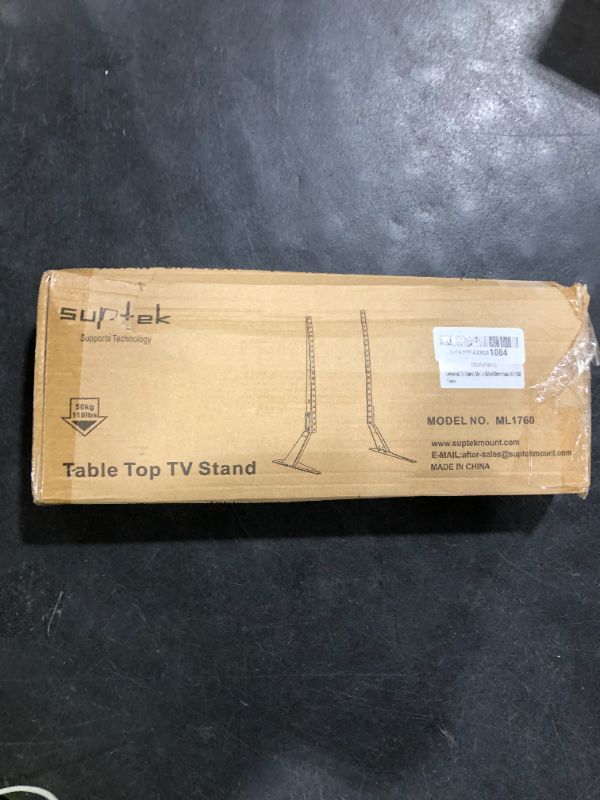 suptek
Supports Technology
1084
50kg
110lbs
MODEL NO. ML1760
www.suptekmount.com
E-MAIL:after-sales@suptekmount.com
MADE IN CHINA
Table Top TV Stand